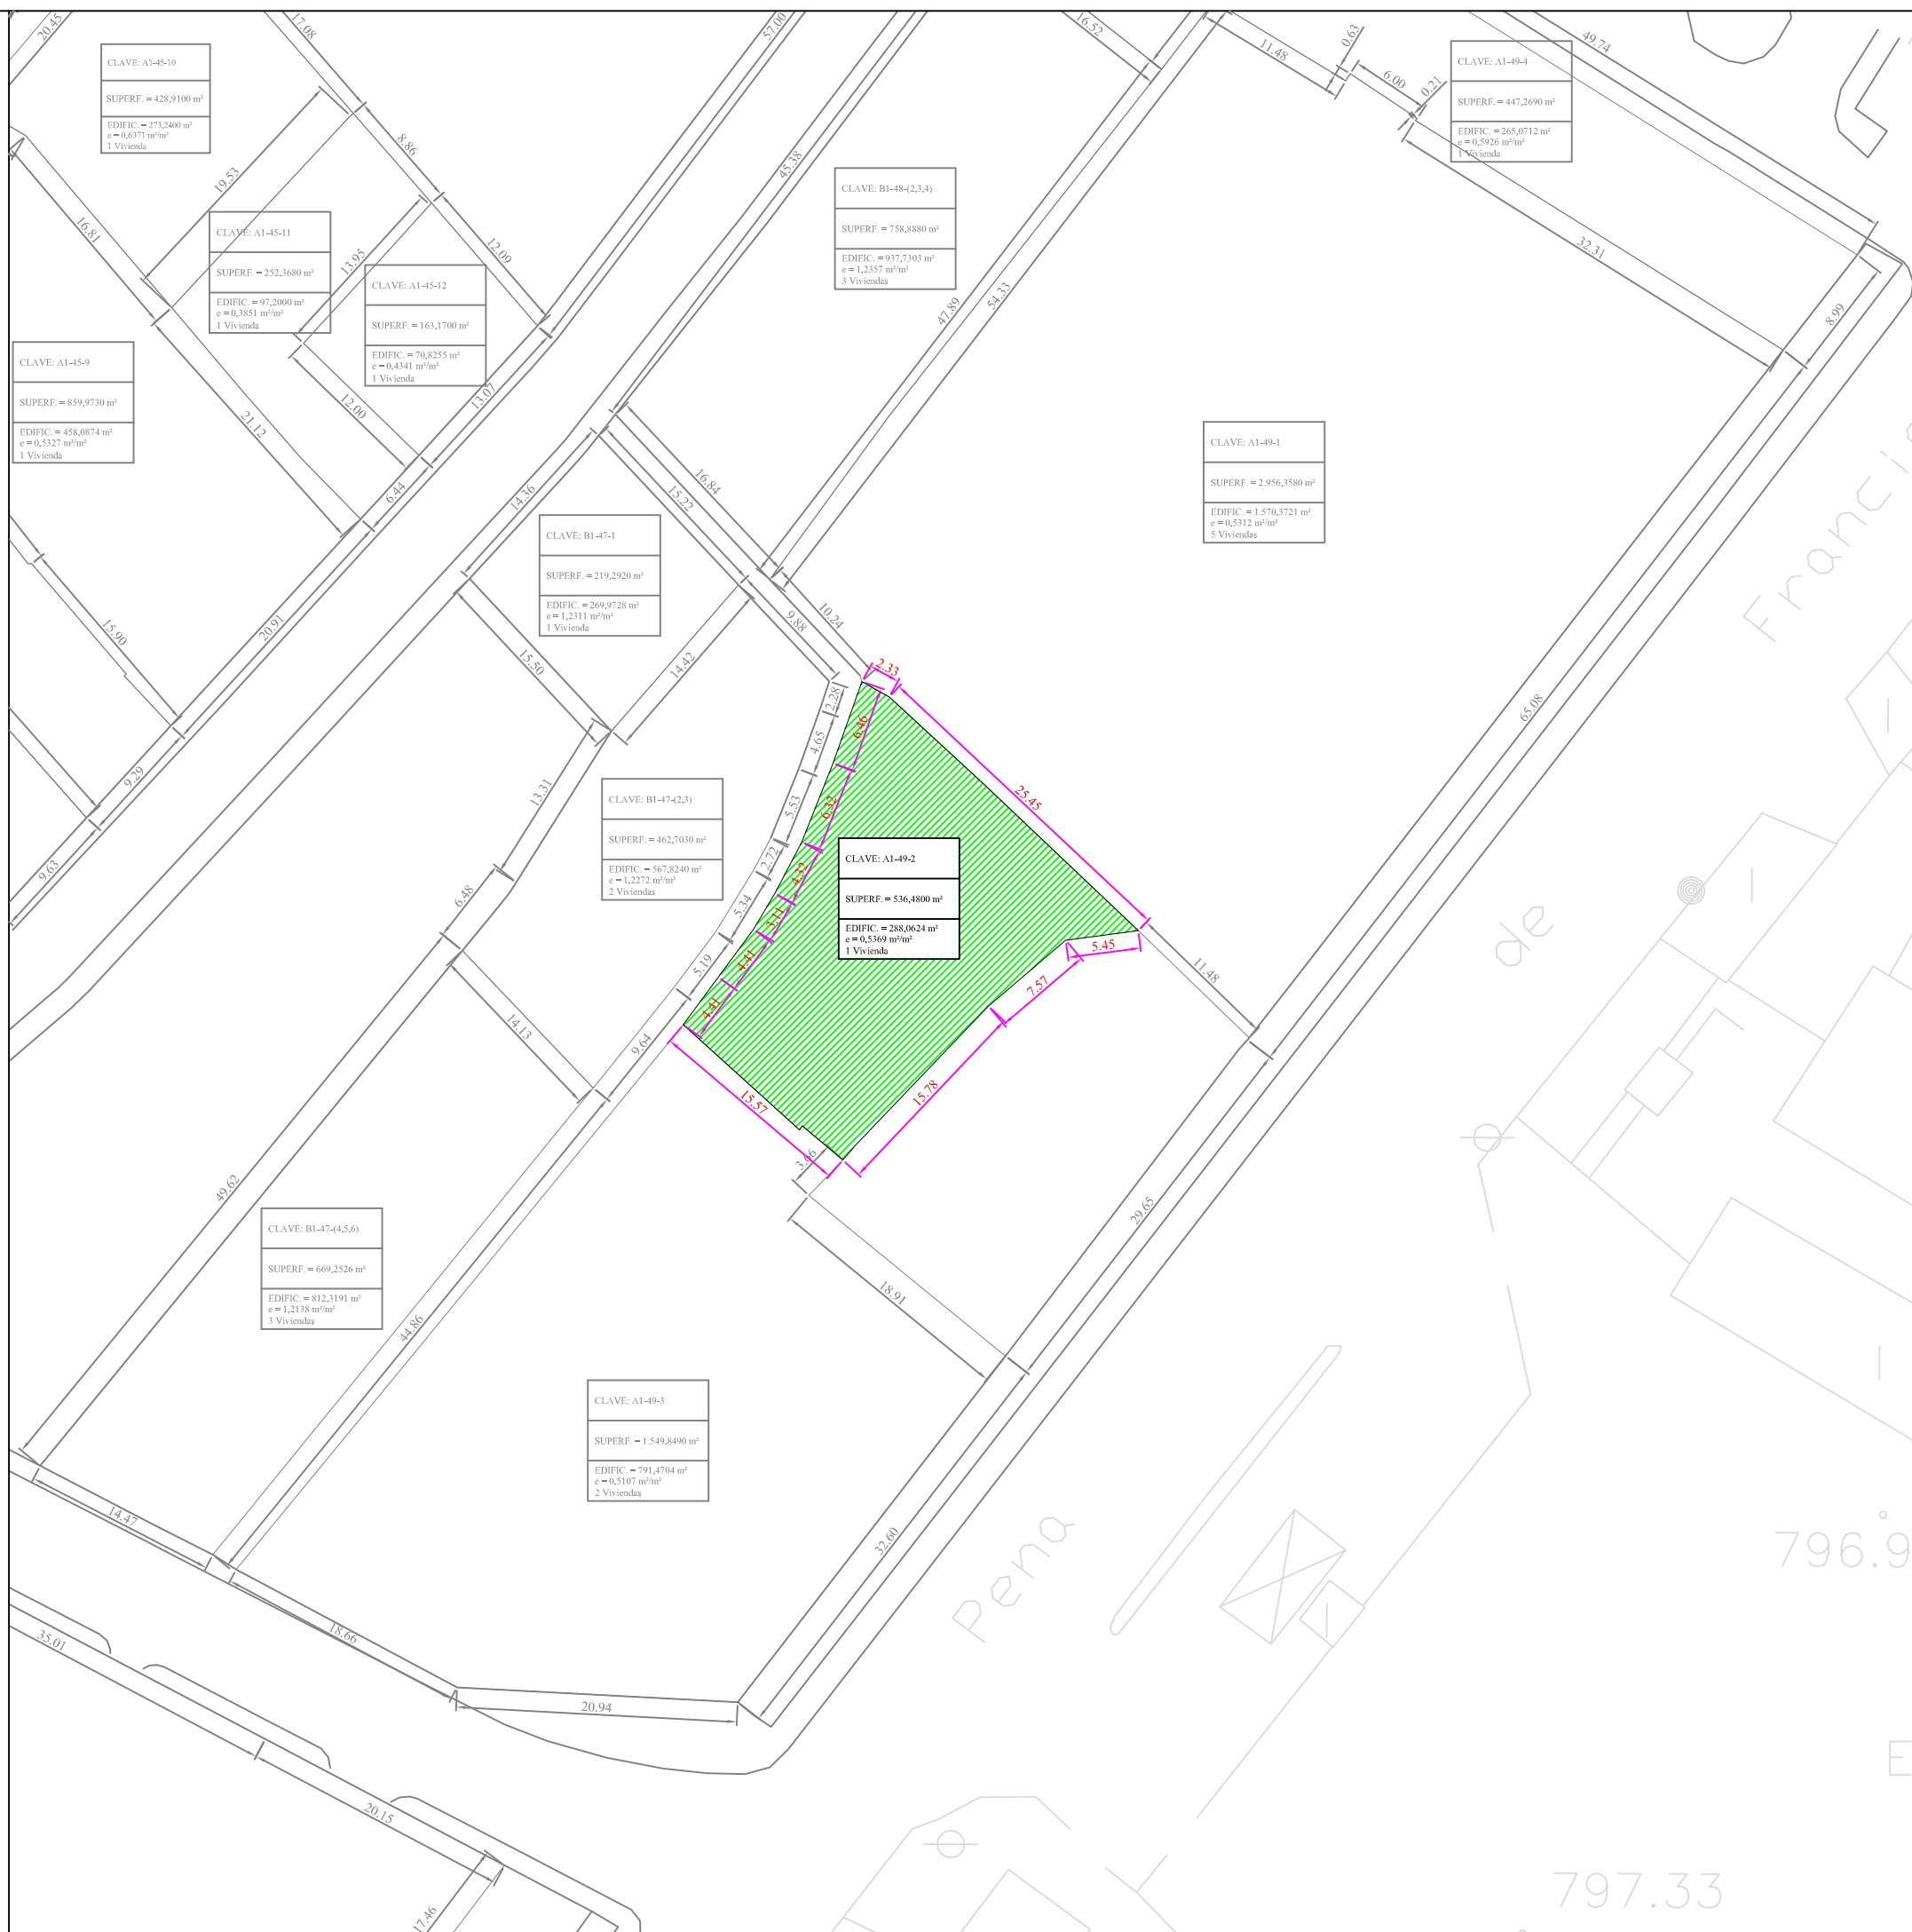 20.45
17.08
57.00
16.52
11.48
0.63
6.00
0.21
49.74
CLAVE: A1-45-10
SUPERF. = 428,9100 m²
EDIFIC. = 273,2400 m²
e = 0,6371 m²/m²
1 Vivienda
CLAVE: A1-49-4
SUPERF. = 447,2690 m²
EDIFIC. = 265,0712 m²
e = 0,5926 m²/m²
1 Vivienda
8.86
19.53
45.38
16.81
12.09
13.95
CLAVE: B1-48-(2,3,4)
SUPERF. = 758,8880 m²
EDIFIC. = 937,7303 m²
e = 1,2357 m²/m²
3 Viviendas
CLAVE: A1-45-11
SUPERF. = 252,3680 m²
EDIFIC. = 97,2000 m²
e = 0,3851 m²/m²
1 Vivienda
CLAVE: A1-45-12
SUPERF. = 163,1700 m²
EDIFIC. = 70,8255 m²
e = 0,4341 m²/m²
1 Vivienda
32.31
47.89
54.33
8.99
CLAVE: A1-45-9
SUPERF. = 859,9730 m²
EDIFIC. = 458,0874 m²
e = 0,5327 m²/m²
1 Vivienda
21.12
12.00
13.07
6.44
14.36
16.84
15.22
CLAVE: A1-49-1
SUPERF. = 2.956,3580 m²
EDIFIC. = 1.570,3721 m²
e = 0,5312 m²/m²
5 Viviendas
CLAVE: B1-47-1
SUPERF. = 219,2920 m²
EDIFIC. = 269,9728 m²
e = 1,2311 m²/m²
1 Vivienda
15.90
20.91
15.50
14.42
9.88
10.24
2.33
2.28
6.46
4.65
65.08
9.29
13.31
25.45
5.53
6.32
CLAVE: B1-47-(2,3)
SUPERF. = 462,7030 m²
EDIFIC. = 567,8240 m²
e = 1,2272 m²/m²
2 Viviendas
CLAVE: A1-49-2
SUPERF. = 536,4800 m²
EDIFIC. = 288,0624 m²
e = 0,5369 m²/m²
1 Vivienda
9.63
6.48
2.72
4.32
5.34
3.11
5.19
4.41
4.41
5.45
7.57
11.48
de
14.13
9.64
15.57
15.78
3.66
49.62
29.65
18.91
44.86
CLAVE: B1-47-(4,5,6)
SUPERF. = 669,2526 m²
EDIFIC. = 812,3191 m²
e = 1,2138 m²/m²
3 Viviendas
CLAVE: A1-49-3
SUPERF. = 1.549,8490 m²
EDIFIC. = 791,4704 m²
e = 0,5107 m²/m²
2 Viviendas
14.47
32.60
Pena
796.9
18.66
35.01
20.94
E
20.15
797.33
17.46